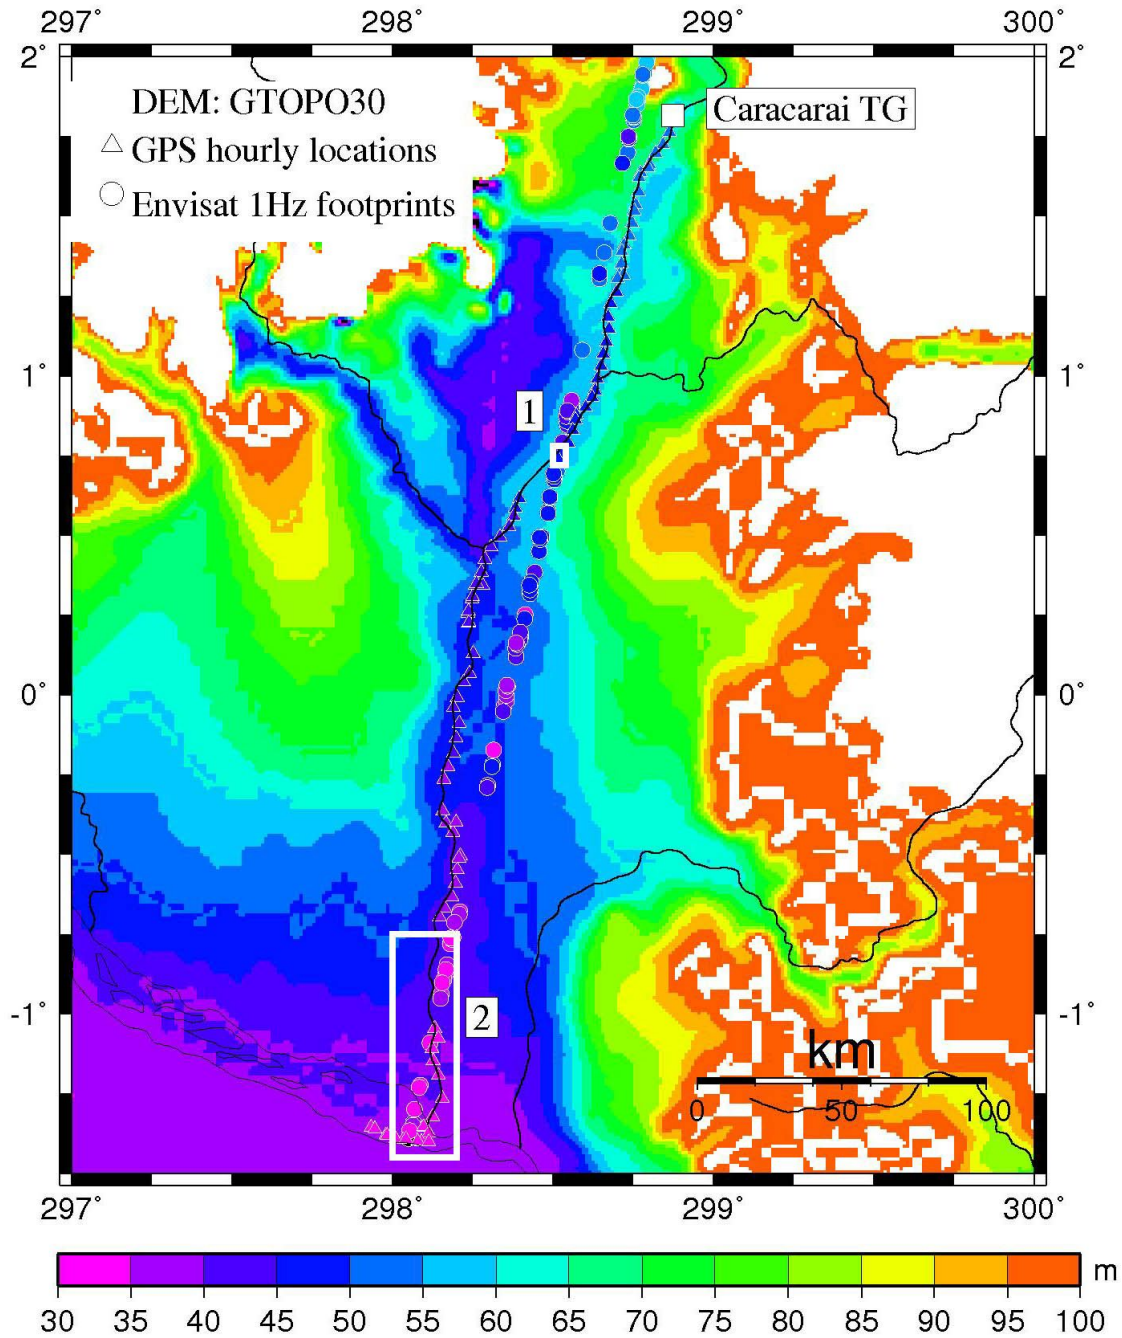 297° 298° 299° 300°
2° 2°
DEM: GTOPO30
GPS hourly locations
Envisat 1Hz footprints
Caracarai TG
1° 1°
1
0° 0°
-1° -1°
2
km
0 50 100
297° 298° 299° 300°
30 35 40 45 50 55 60 65 70 75 80 85 90 95 100 m